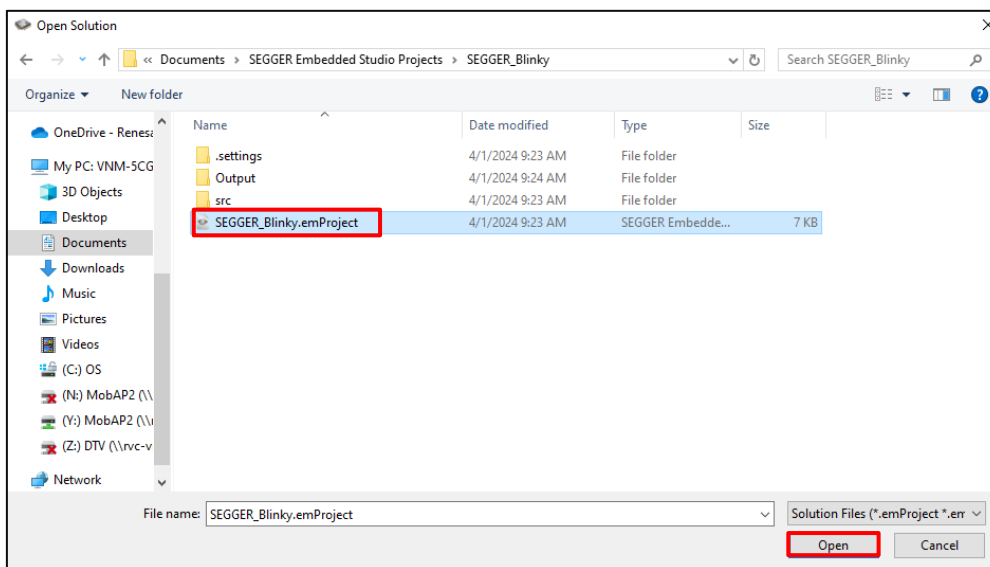 Open Solution
« Documents > SEGGER Embedded Studio Projects > SEGGER_Blinky
Search SEGGER_Blinky
Organize New folder
Name Date modified Type Size
.settings 4/1/2024 9:23 AM File folder
Output 4/1/2024 9:24 AM File folder
src 4/1/2024 9:23 AM File folder
SEGGER_Blinky.emProject 4/1/2024 9:23 AM SEGGER Embedde... 7 KB
OneDrive - Renesa
My PC: VNM-5CG
3D Objects
Desktop
Documents
Downloads
Music
Pictures
Videos
(C:) OS
(N:) MobAP2 (\\
(Y:) MobAP2 (\\r
(Z:) DTV (\\rvc-v
Network
File name: SEGGER_Blinky.emProject
Solution Files (*.emProject *.em
Open Cancel